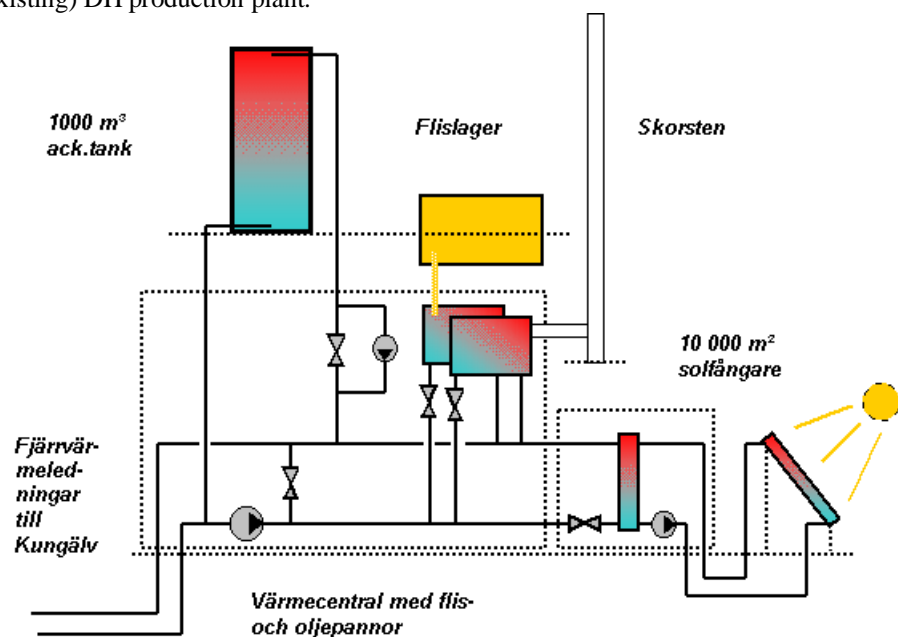 xisting) DH production plant.
1000 m³
ack.tank
Flislager
Skorsten
10 000 m²
solfångare
Fjärrvär-
meled-
ningar
till
Kungälv
Värmecentral med flis-
och oljepannor